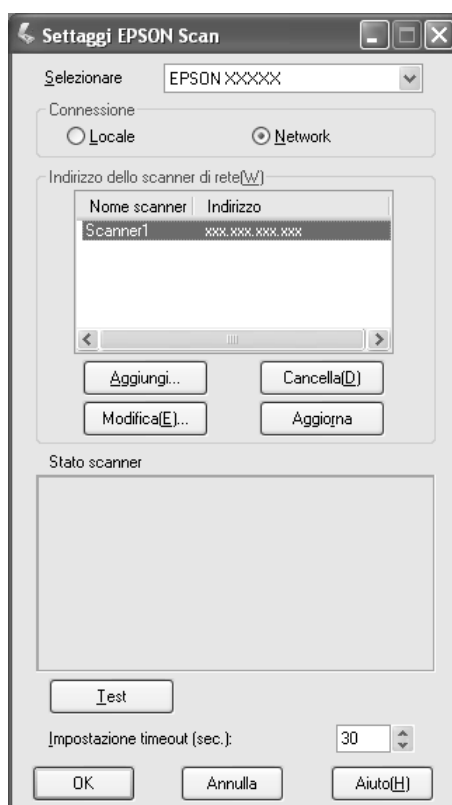 Settaggi EPSON Scan
Selezionare EPSON XXXXX
Connessione
Locale Network
Indirizzo dello scanner di rete(W)
Nome scanner Indirizzo
Scanner1 xxx.xxx.xxx.xxx
Aggiungi... Cancella(D)
Modifica(E)... Aggiorna
Stato scanner
Test
Impostazione timeout (sec.): 30
OK Annulla Aiuto(H)